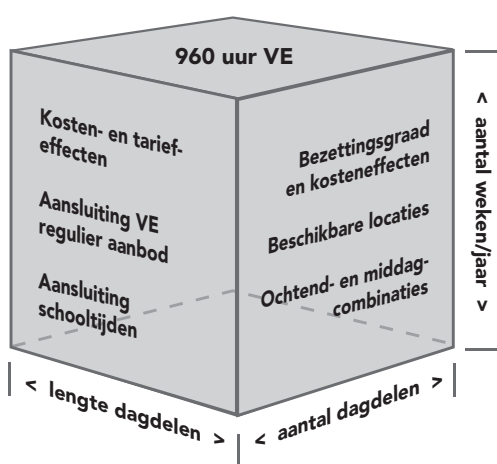 960 uur VE
Kosten- en tarief-
effecten
Aansluiting VE
regulier aanbod
Aansluiting
schooltijden
Bezettingsgraad
en kosteneffecten
Beschikbare locaties
Ochtend- en middag-
combinaties
< aantal weken/jaar >
< lengte dagdelen >
< aantal dagdelen >